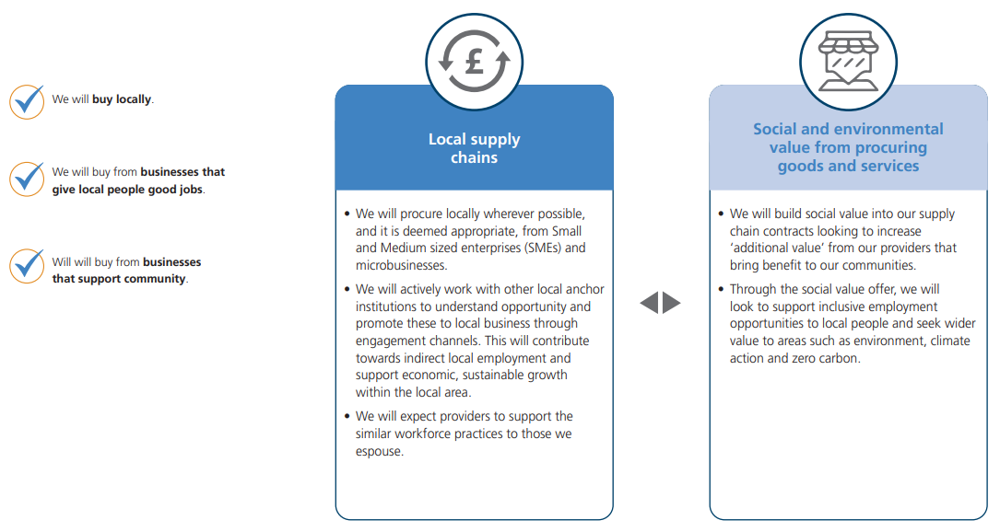 We will buy locally.
We will buy from businesses that
give local people good jobs.
Will will buy from businesses
that support community.
£
Local supply
chains
• We will procure locally wherever possible,
and it is deemed appropriate, from Small
and Medium sized enterprises (SMEs) and
microbusinesses.
• We will actively work with other local anchor
institutions to understand opportunity and
promote these to local business through
engagement channels. This will contribute
towards indirect local employment and
support economic, sustainable growth
within the local area.
• We will expect providers to support the
similar workforce practices to those we
espouse.
Social and environmental
value from procuring
goods and services
• We will build social value into our supply
chain contracts looking to increase
‘additional value’ from our providers that
bring benefit to our communities.
• Through the social value offer, we will
look to support inclusive employment
opportunities to local people and seek wider
value to areas such as environment, climate
action and zero carbon.